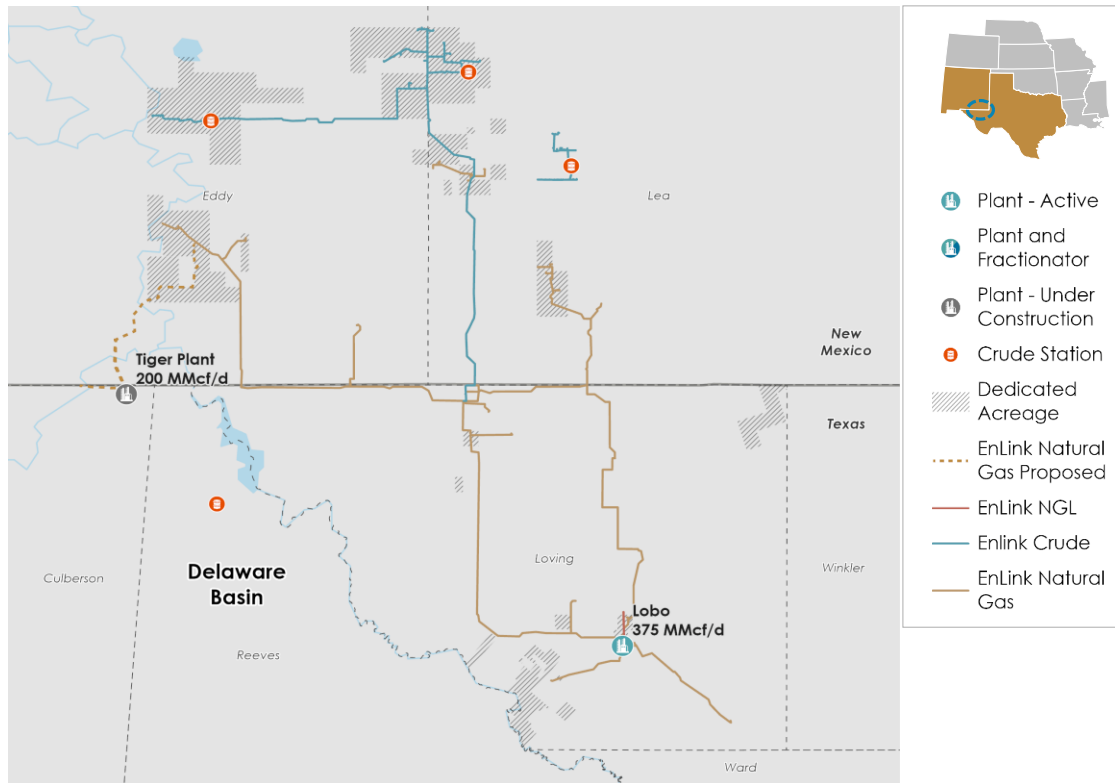 Eddy
Lea
New
Mexico
Tiger Plant
200 MMcf/d
Texas
Culberson
Delaware
Basin
Loving
Winkler
Lobo
375 MMcf/d
Reeves
Ward
Plant - Active
Plant and
Fractionator
Plant - Under
Construction
Crude Station
Dedicated
Acreage
EnLink Natural
Gas Proposed
EnLink NGL
Enlink Crude
EnLink Natural
Gas